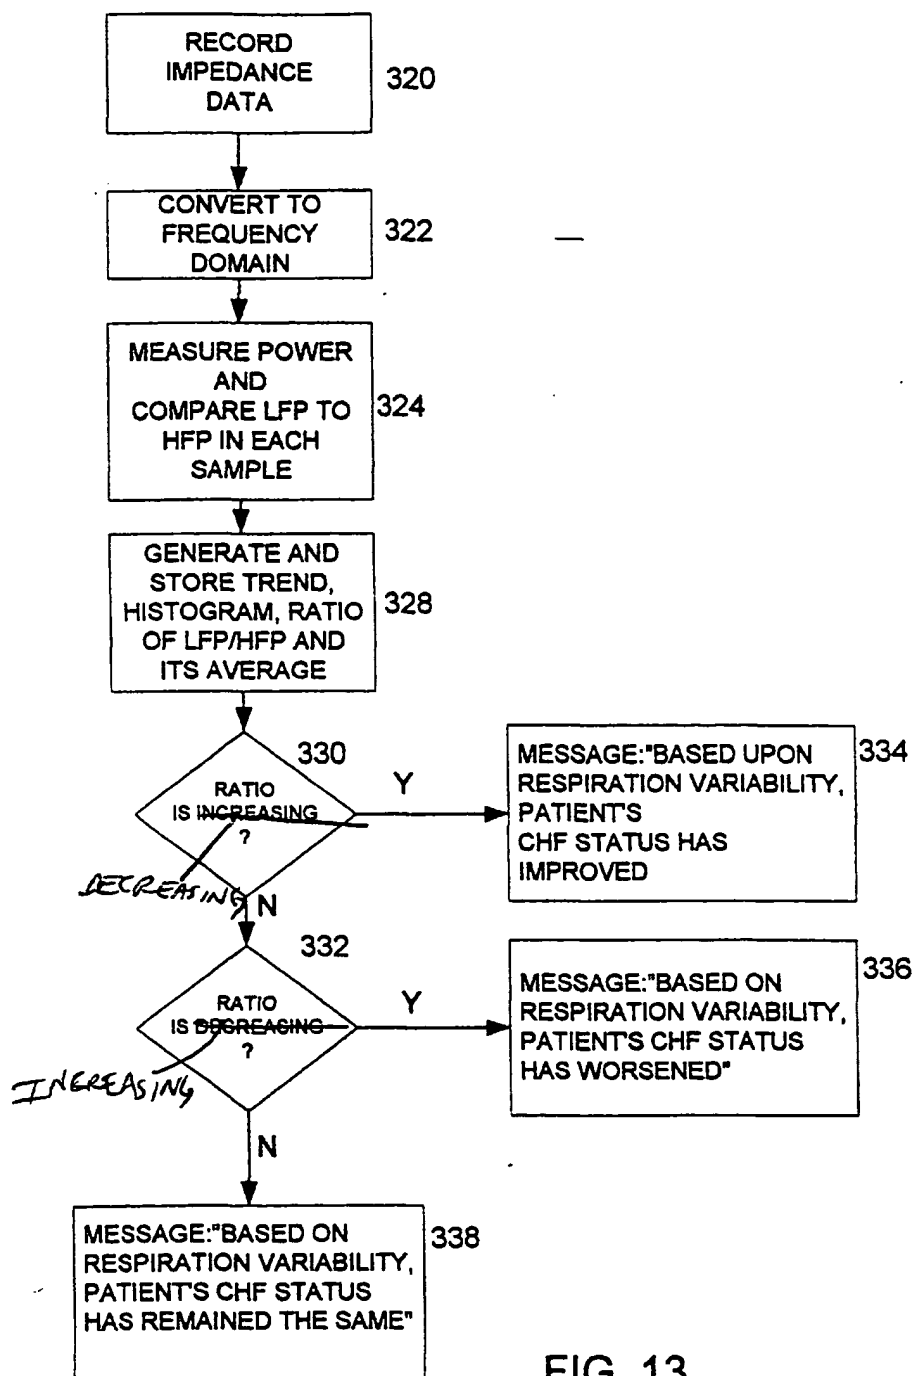 RECORD
IMPEDANCE
DATA
320
CONVERT TO
FREQUENCY
DOMAIN
322
MEASURE POWER
AND
COMPARE LFP TO
HFP IN EACH
SAMPLE
324
GENERATE AND
STORE TREND,
HISTOGRAM, RATIO
OF LFP/HFP AND
ITS AVERAGE
328
330
RATIO
IS INCREASING
?
DECREASING
Y
N
MESSAGE:"BASED UPON
RESPIRATION VARIABILITY,
PATIENT'S
CHF STATUS HAS
IMPROVED
334
332
RATIO
IS DECREASING
?
INCREASING
Y
N
MESSAGE:"BASED ON
RESPIRATION VARIABILITY,
PATIENT'S CHF STATUS
HAS WORSENED"
336
MESSAGE:"BASED ON
RESPIRATION VARIABILITY,
PATIENT'S CHF STATUS
HAS REMAINED THE SAME"
338
FIG. 13